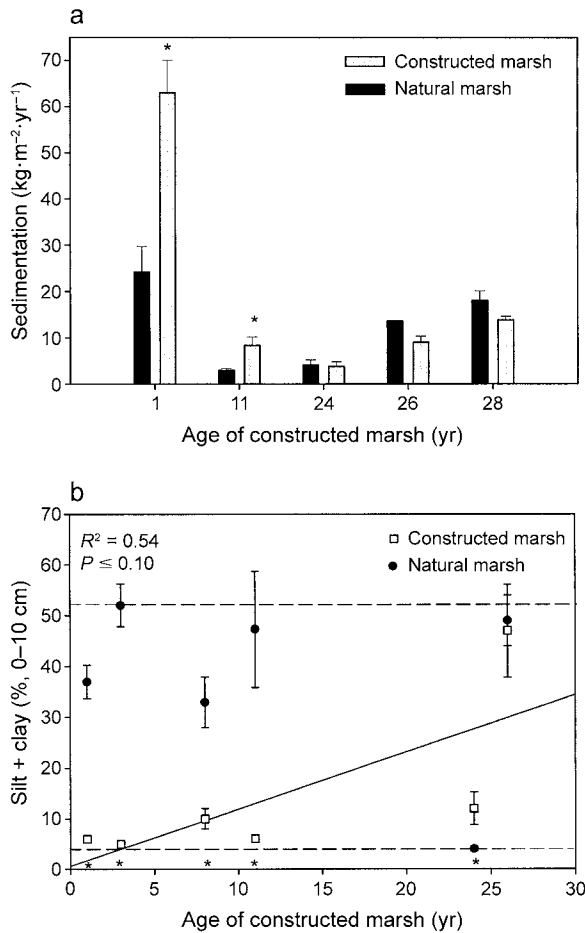 a
*
*
Constructed marsh
Natural marsh
Sedimentation (kg·m⁻²·yr⁻¹)
70
60
50
40
30
20
10
0
1 11 24 26 28
Age of constructed marsh (yr)
b
R² = 0.54
P ≤ 0.10
Constructed marsh
Natural marsh
Silt + clay (%, 0–10 cm)
70
60
50
40
30
20
10
0
* * * * *
0 5 10 15 20 25 30
Age of constructed marsh (yr)